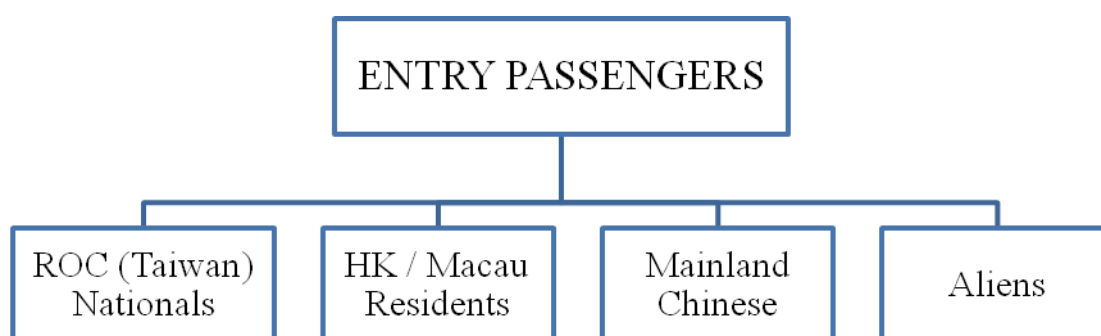 ENTRY PASSENGERS
ROC (Taiwan)
Nationals
HK / Macau
Residents
Mainland
Chinese
Aliens